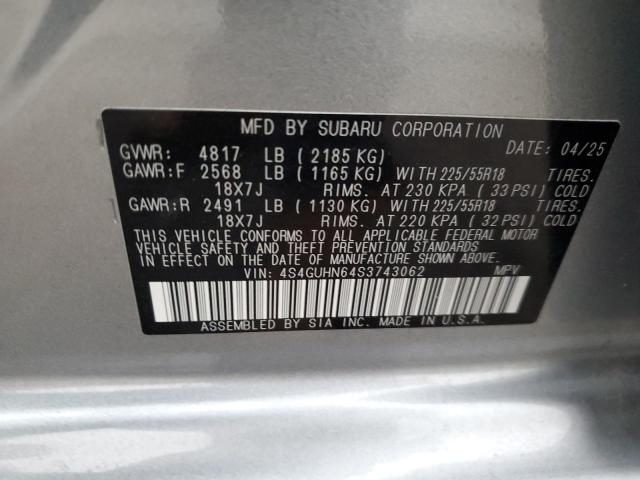 MFD BY SUBARU CORPORATION
GVWR: 4817 LB ( 2185 KG) DATE: 04/25
GAWR:F 2568 LB ( 1165 KG) WITH 225/55R18 TIRES.
18X7J RIMS. AT 230 KPA ( 33 PSI) COLD
GAWR:R 2491 LB ( 1130 KG) WITH 225/55R18 TIRES.
18X7J RIMS. AT 220 KPA ( 32 PSI) COLD
THIS VEHICLE CONFORMS TO ALL APPLICABLE FEDERAL MOTOR
VEHICLE SAFETY AND THEFT PREVENTION STANDARDS
IN EFFECT ON THE DATE OF MANUFACTURE SHOWN ABOVE.
VIN: 4S4GUHN64S3743062 MPV
ASSEMBLED BY SIA INC. MADE IN U.S.A.